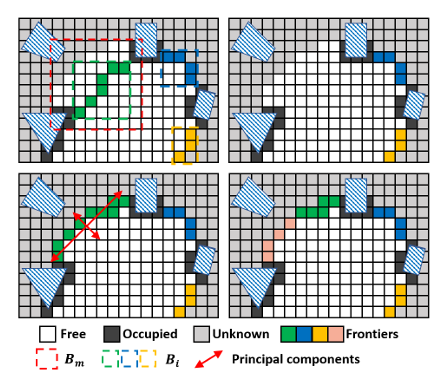 Free Occupied Unknown Frontiers
B_m B_i Principal components